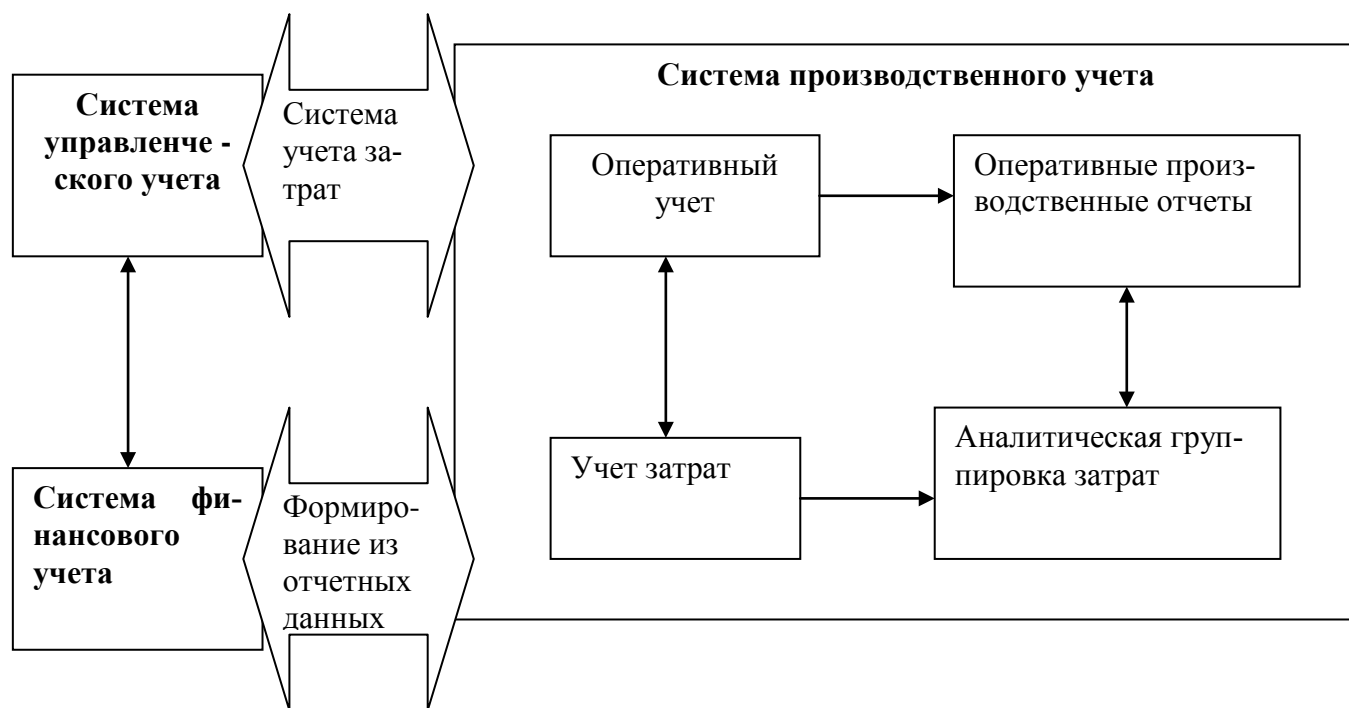 Система производственного учета
Система
управленче -
ского учета
Система
учета за-
трат
Оперативный
учет
Оперативные произ-
водственные отчеты
Учет затрат
Аналитическая груп-
пировка затрат
Система фи-
нансового
учета
Формиро-
вание из
отчетных
данных